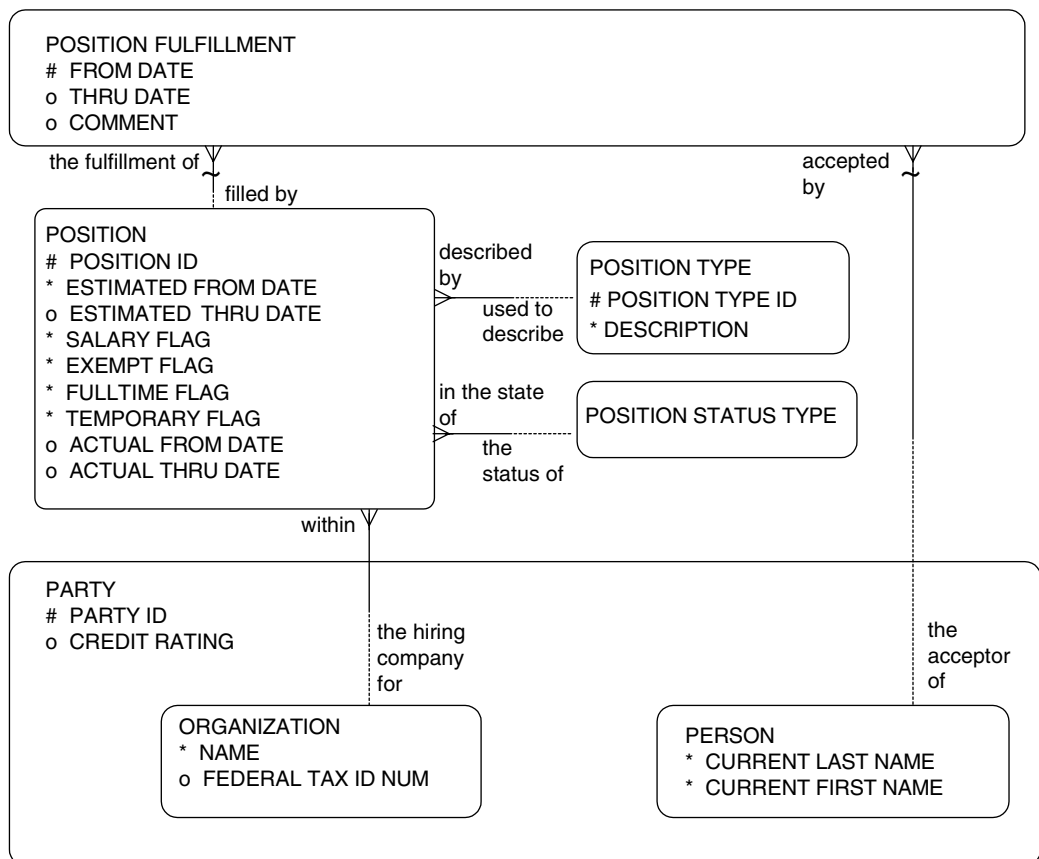 POSITION FULFILLMENT
# FROM DATE
o THRU DATE
o COMMENT
the fulfillment of
filled by
accepted
by
POSITION
# POSITION ID
* ESTIMATED FROM DATE
o ESTIMATED THRU DATE
* SALARY FLAG
* EXEMPT FLAG
* FULLTIME FLAG
* TEMPORARY FLAG
o ACTUAL FROM DATE
o ACTUAL THRU DATE
described
by
used to
describe
POSITION TYPE
# POSITION TYPE ID
* DESCRIPTION
in the state
of
the
status of
POSITION STATUS TYPE
within
PARTY
# PARTY ID
o CREDIT RATING
the hiring
company
for
the
acceptor
of
ORGANIZATION
* NAME
o FEDERAL TAX ID NUM
PERSON
* CURRENT LAST NAME
* CURRENT FIRST NAME